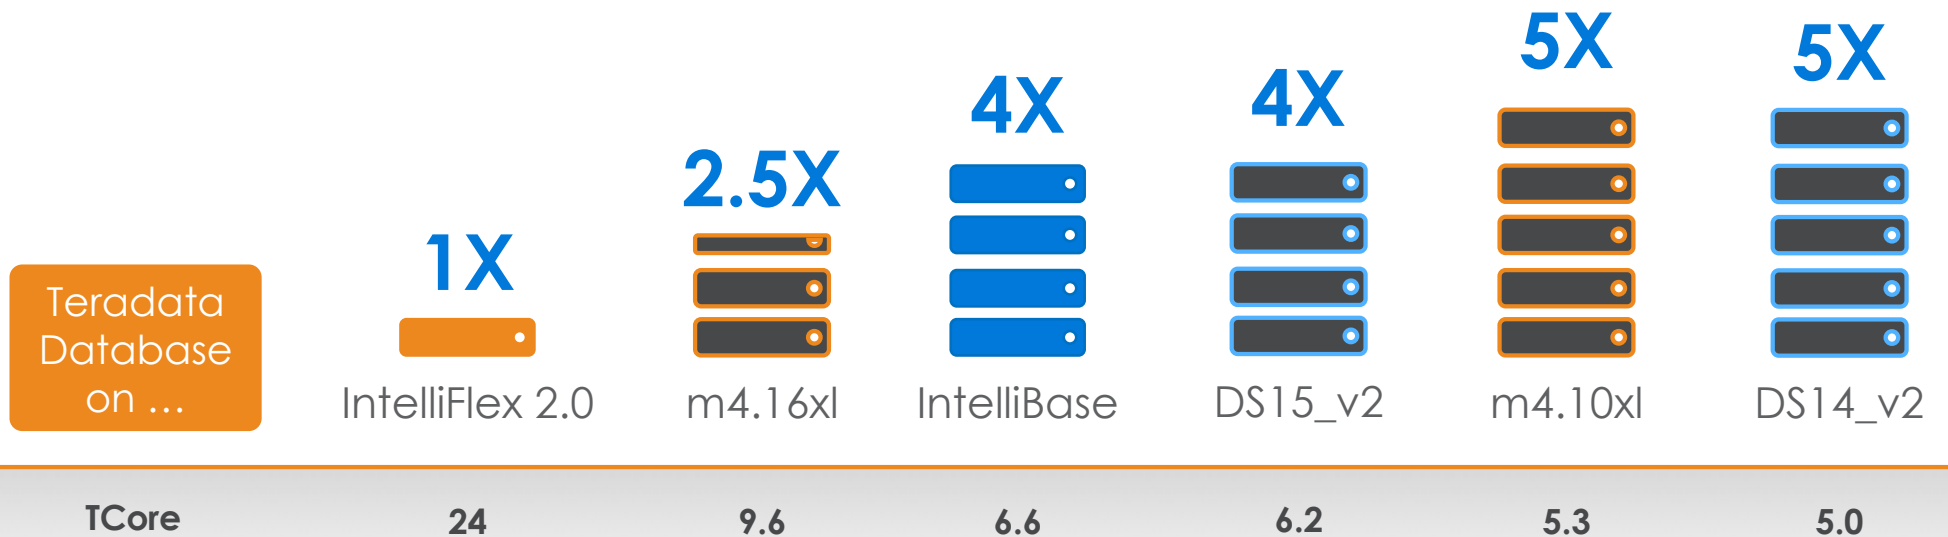 5X
5X
4X
4X
2.5X
1X
Teradata
Database
on ...
IntelliFlex 2.0
m4.16xl
IntelliBase
DS15_v2
m4.10xl
DS14_v2
TCore
24
9.6
6.6
6.2
5.3
5.0